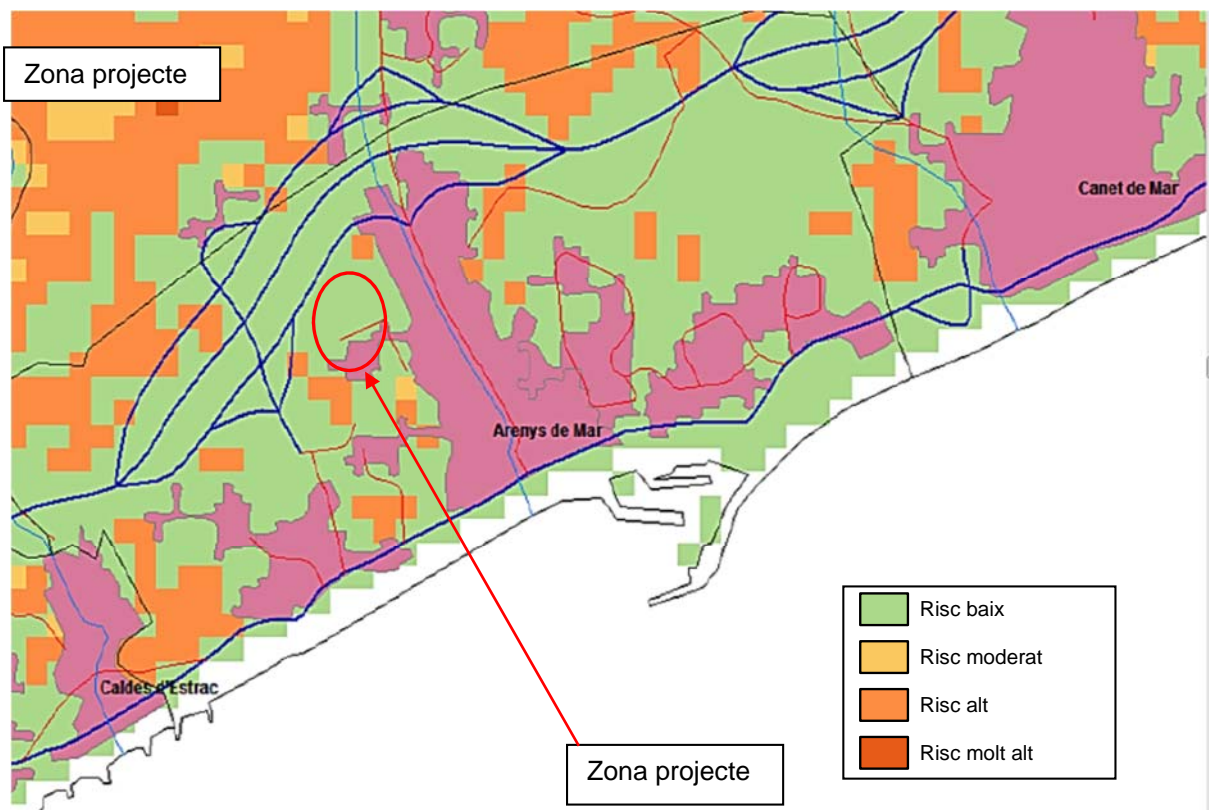 Zona projecte
Canet de Mar
Arenys de Mar
Risc baix
Risc moderat
Risc alt
Risc molt alt
Caldes d'Estrac
Zona projecte